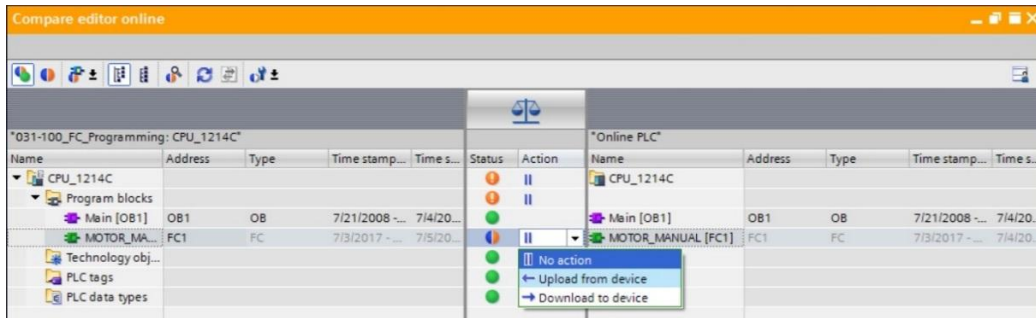 Compare editor online
"031-100_FC_Programming: CPU_1214C" "Online PLC"
Name Address Type Time stamp... Time s... Status Action Name Address Type Time stamp... Time s...
CPU_1214C CPU_1214C
Program blocks
Main [OB1] OB1 OB 7/21/2008 -... 7/4/20... Main [OB1] OB1 OB 7/21/2008 -... 7/4/20...
MOTOR_MA... FC1 FC 7/3/2017 -... 7/5/20... MOTOR_MANUAL [FC1] FC1 FC 7/3/2017 -... 7/4/20...
Technology obj... No action
PLC tags Upload from device
PLC data types Download to device